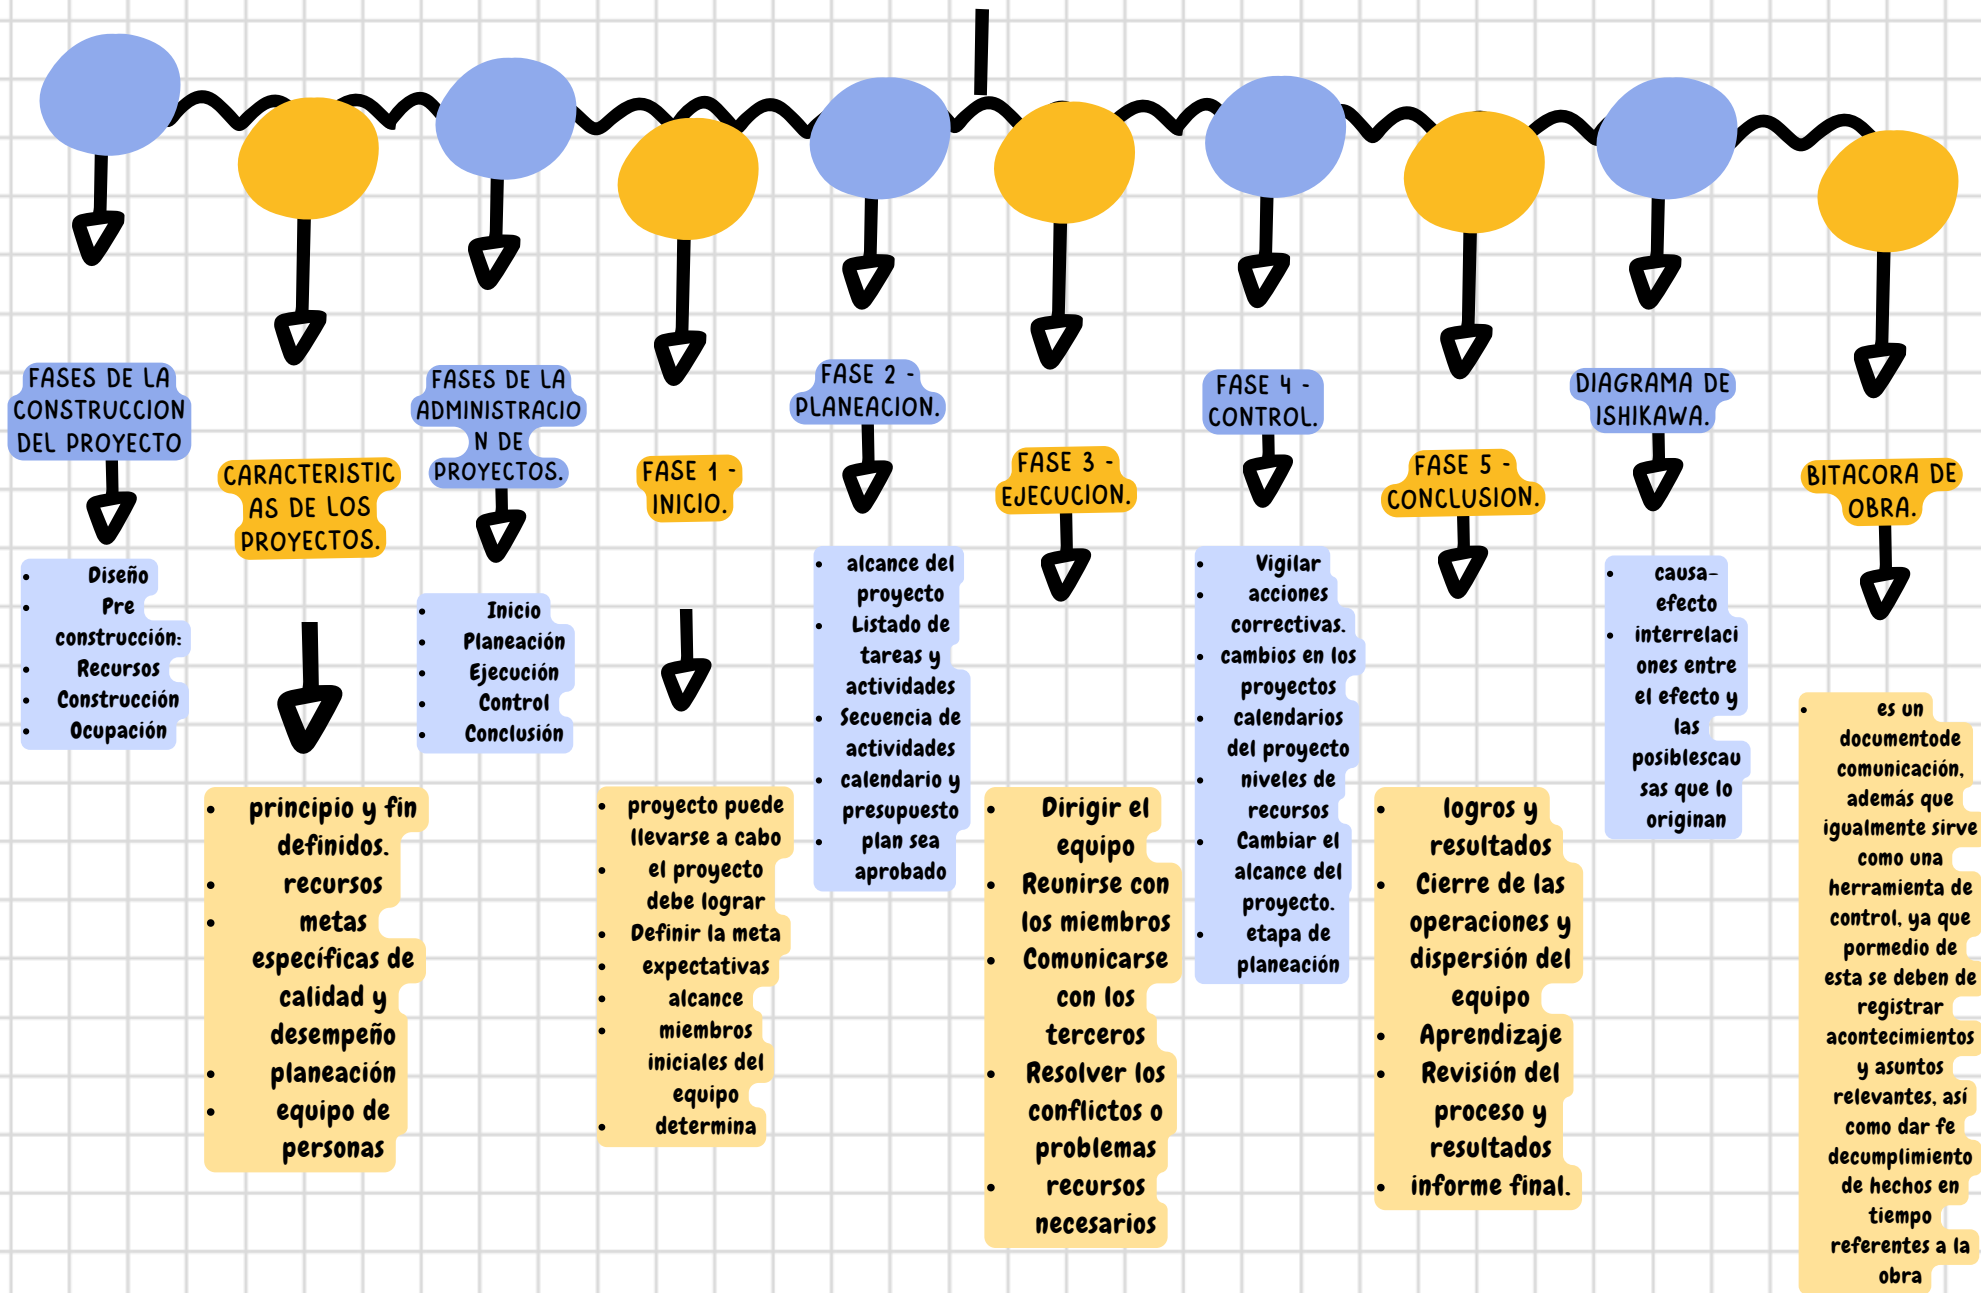 FASES DE LA
CONSTRUCCION
DEL PROYECTO
• Diseño
• Pre
construcción:
• Recursos
• Construcción
• Ocupación
CARACTERISTIC
AS DE LOS
PROYECTOS.
• principio y fin
definidos.
• recursos
• metas
específicas de
calidad y
desempeño
• planeación
• equipo de
personas
FASES DE LA
ADMINISTRACIO
N DE
PROYECTOS.
• Inicio
• Planeación
• Ejecución
• Control
• Conclusión
FASE 1 -
INICIO.
• proyecto puede
llevarse a cabo
• el proyecto
debe lograr
• Definir la meta
• expectativas
• alcance
• miembros
iniciales del
equipo
• determina
FASE 2 -
PLANEACION.
• alcance del
proyecto
• Listado de
tareas y
actividades
• Secuencia de
actividades
• calendario y
presupuesto
• plan sea
aprobado
FASE 3 -
EJECUCION.
• Dirigir el
equipo
• Reunirse con
los miembros
• Comunicarse
con los
terceros
• Resolver los
conflictos o
problemas
• recursos
necesarios
FASE 4 -
CONTROL.
• Vigilar
• acciones
correctivas.
• cambios en los
proyectos
• calendarios
del proyecto
• niveles de
recursos
• Cambiar el
alcance del
proyecto.
• etapa de
planeación
FASE 5 -
CONCLUSION.
• logros y
resultados
• Cierre de las
operaciones y
dispersión del
equipo
• Aprendizaje
• Revisión del
proceso y
resultados
• informe final.
DIAGRAMA DE
ISHIKAWA.
• causa-
efecto
• interrelaci
ones entre
el efecto y
las
posiblescau
sas que lo
originan
BITACORA DE
OBRA.
• es un
documentode
comunicación,
además que
igualmente sirve
como una
herramienta de
control, ya que
pormedio de
esta se deben de
registrar
acontecimientos
y asuntos
relevantes, así
como dar fe
decumplimiento
de hechos en
tiempo
referentes a la
obra